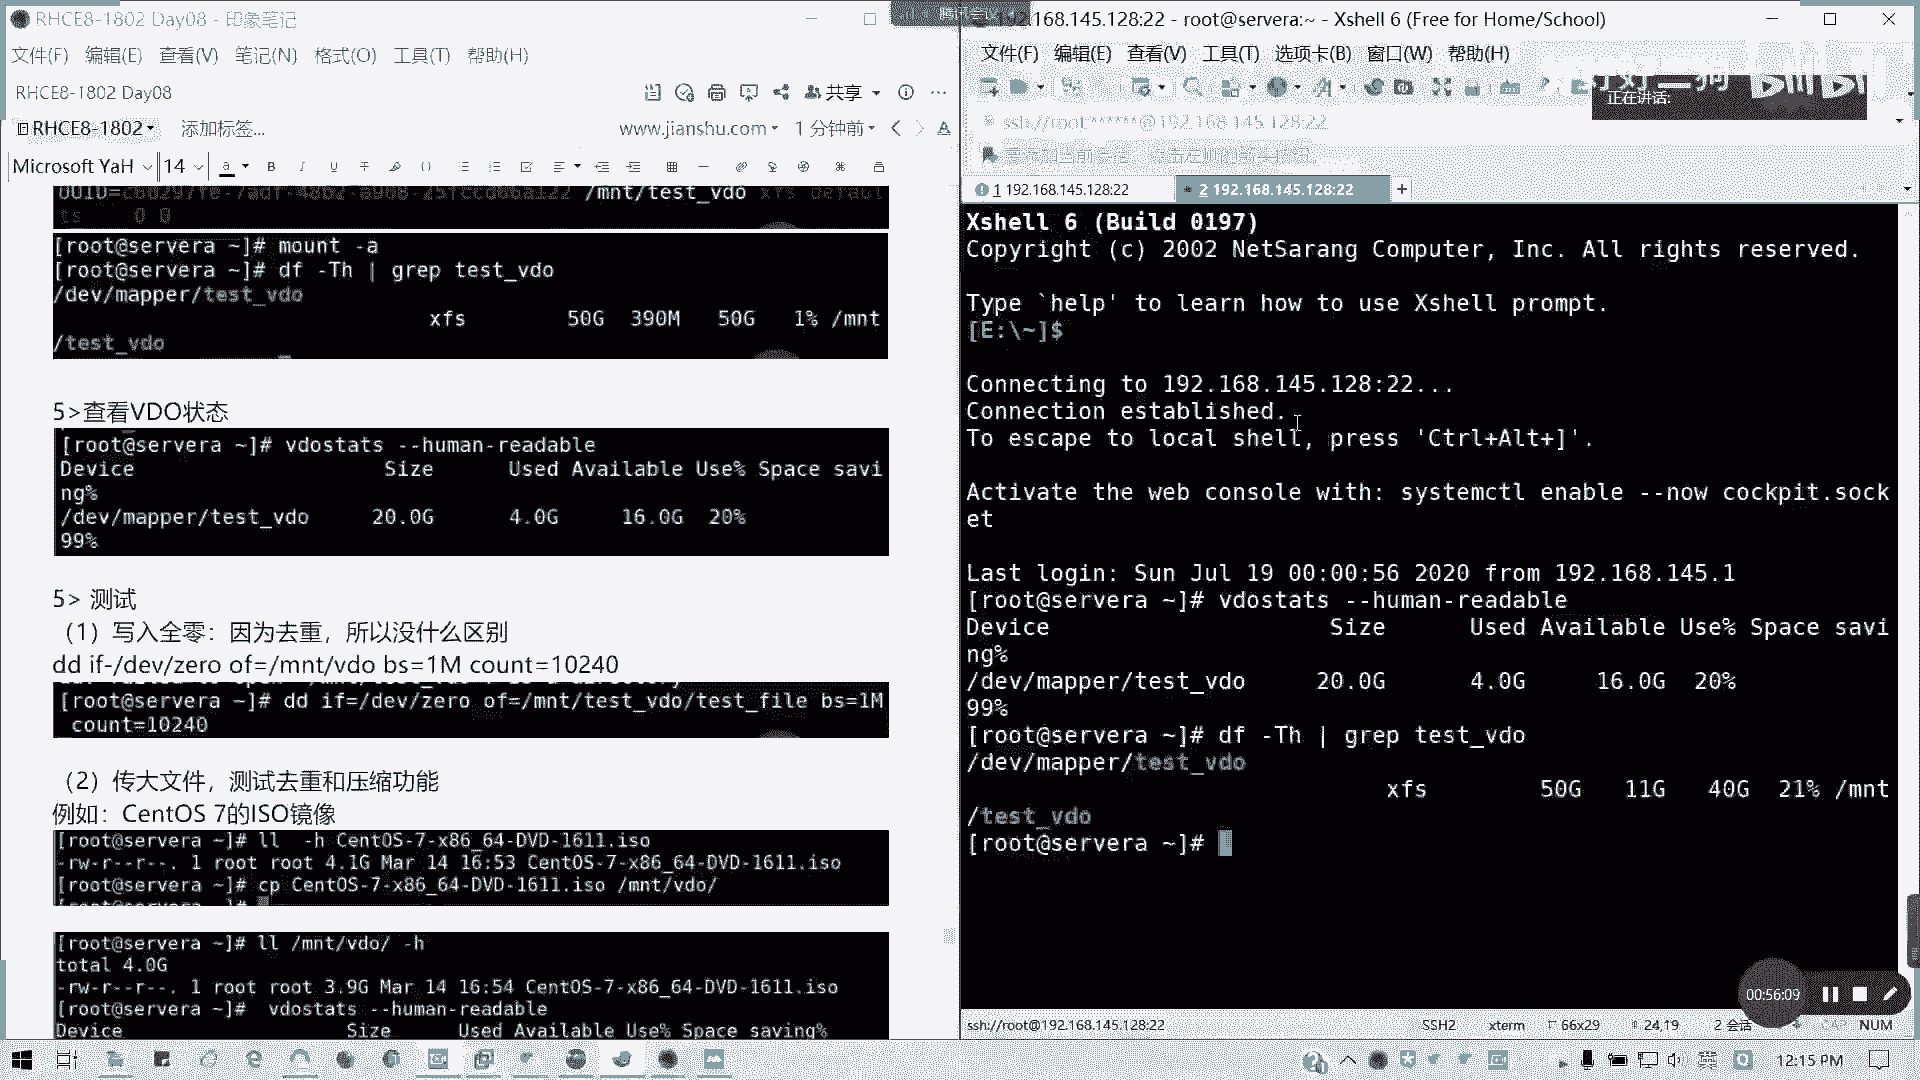 RHCE8-1802 Day08 - 印象笔记
文件(F) 编辑(E) 查看(V) 笔记(N) 格式(O) 工具(T) 帮助(H)
RHCE8-1802 Day08
共享
RHCE8-1802 添加标签...
www.jianshu.com 1 分钟前
Microsoft YaH 14
/mnt/test_vdo xfs defaul
ts 0 0
[root@servera ~]# mount -a
[root@servera ~]# df -Th | grep test_vdo
/dev/mapper/test_vdo
xfs 50G 390M 50G 1% /mnt
/test_vdo
5>查看VDO状态
[root@servera ~]# vdostats --human-readable
Device Size Used Available Use% Space savi
ng%
/dev/mapper/test_vdo 20.0G 4.0G 16.0G 20%
99%
5> 测试
（1）写入全零：因为去重，所以没什么区别
dd if-/dev/zero of=/mnt/vdo bs=1M count=10240
[root@servera ~]# dd if=/dev/zero of=/mnt/test_vdo/test_file bs=1M
count=10240
（2）传大文件，测试去重和压缩功能
例如：CentOS 7的ISO镜像
[root@servera ~]# ll -h CentOS-7-x86_64-DVD-1611.iso
-rw-r--r--. 1 root root 4.1G Mar 14 16:53 CentOS-7-x86_64-DVD-1611.iso
[root@servera ~]# cp CentOS-7-x86_64-DVD-1611.iso /mnt/vdo/
[root@servera ~]# ll /mnt/vdo/ -h
total 4.0G
-rw-r--r--. 1 root root 3.9G Mar 14 16:54 CentOS-7-x86_64-DVD-1611.iso
[root@servera ~]# vdostats --human-readable
Device Size Used Available Use% Space saving%
168.145.128:22 - root@servera:~ - Xshell 6 (Free for Home/School)
文件(F) 编辑(E) 查看(V) 工具(T) 选项卡(B) 窗口(W) 帮助(H)
正在讲话:
ssh://root:******@192.168.145.128:22
1 192.168.145.128:22
2 192.168.145.128:22
+
Xshell 6 (Build 0197)
Copyright (c) 2002 NetSarang Computer, Inc. All rights reserved.
Type `help' to learn how to use Xshell prompt.
[E:\~]$
Connecting to 192.168.145.128:22...
Connection established.
To escape to local shell, press 'Ctrl+Alt+]'.
Activate the web console with: systemctl enable --now cockpit.sock
et
Last login: Sun Jul 19 00:00:56 2020 from 192.168.145.1
[root@servera ~]# vdostats --human-readable
Device Size Used Available Use% Space savi
ng%
/dev/mapper/test_vdo 20.0G 4.0G 16.0G 20%
99%
[root@servera ~]# df -Th | grep test_vdo
/dev/mapper/test_vdo
xfs 50G 11G 40G 21% /mnt
/test_vdo
[root@servera ~]#
00:56:09
ssh://root@192.168.145.128:22 SSH2 xterm 66x29 24,19 2 会话 CAP NUM
英 12:15 PM